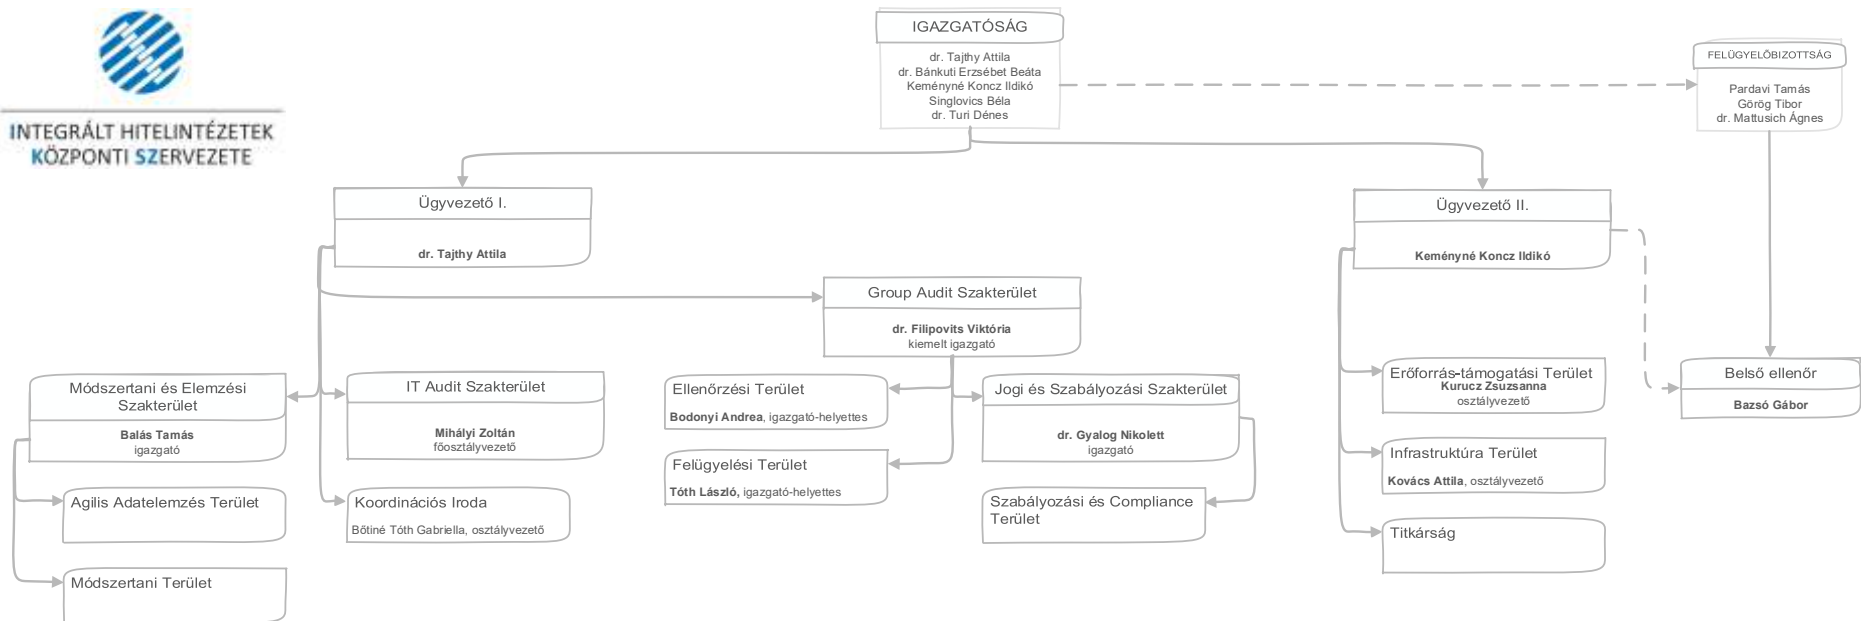 INTEGRÁLT HITELINTÉZETEK
KÖZPONTI SZERVEZETE
IGAZGATÓSÁG
dr. Tajthy Attila
dr. Bánkuti Erzsébet Beáta
Keményné Koncz Ildikó
Singlovics Béla
dr. Turi Dénes
FELÜGYELŐBIZOTTSÁG
Pardavi Tamás
Görög Tibor
dr. Mattusich Ágnes
Ügyvezető I.
dr. Tajthy Attila
Ügyvezető II.
Keményné Koncz Ildikó
Group Audit Szakterület
dr. Filipovits Viktória
kiemelt igazgató
Módszertani és Elemzési
Szakterület
Balás Tamás
igazgató
IT Audit Szakterület
Mihályi Zoltán
főosztályvezető
Ellenőrzési Terület
Bodonyi Andrea, igazgató-helyettes
Jogi és Szabályozási Szakterület
dr. Gyalog Nikolett
igazgató
Erőforrás-támogatási Terület
Kurucz Zsuzsanna
osztályvezető
Belső ellenőr
Bazsó Gábor
Felügyelési Terület
Tóth László, igazgató-helyettes
Infrastruktúra Terület
Kovács Attila, osztályvezető
Agilis Adatelemzés Terület
Koordinációs Iroda
Bőtiné Tóth Gabriella, osztályvezető
Szabályozási és Compliance
Terület
Titkárság
Módszertani Terület